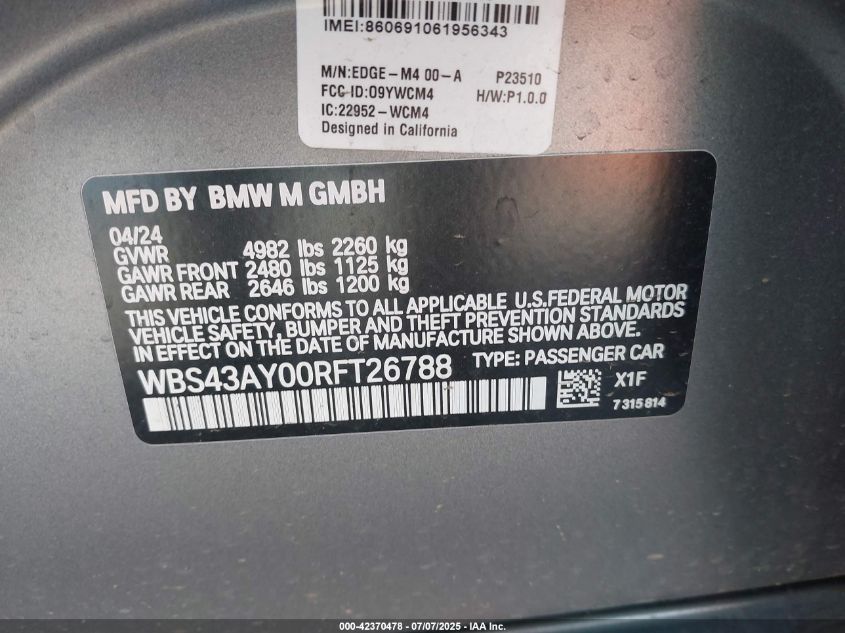 IMEI:860691061956343
M/N:EDGE-M4 00-A P23510
FCC ID:O9YWCM4 H/W:P1.0.0
IC:22952-WCM4
Designed in California
MFD BY BMW M GMBH
04/24
GVWR 4982 lbs 2260 kg
GAWR FRONT 2480 lbs 1125 kg
GAWR REAR 2646 lbs 1200 kg
THIS VEHICLE CONFORMS TO ALL APPLICABLE U.S.FEDERAL MOTOR
VEHICLE SAFETY, BUMPER AND THEFT PREVENTION STANDARDS
IN EFFECT ON THE DATE OF MANUFACTURE SHOWN ABOVE.
WBS43AY00RFT26788 TYPE: PASSENGER CAR
X1F
7 315 814
000-42370478 - 07/07/2025 - IAA Inc.